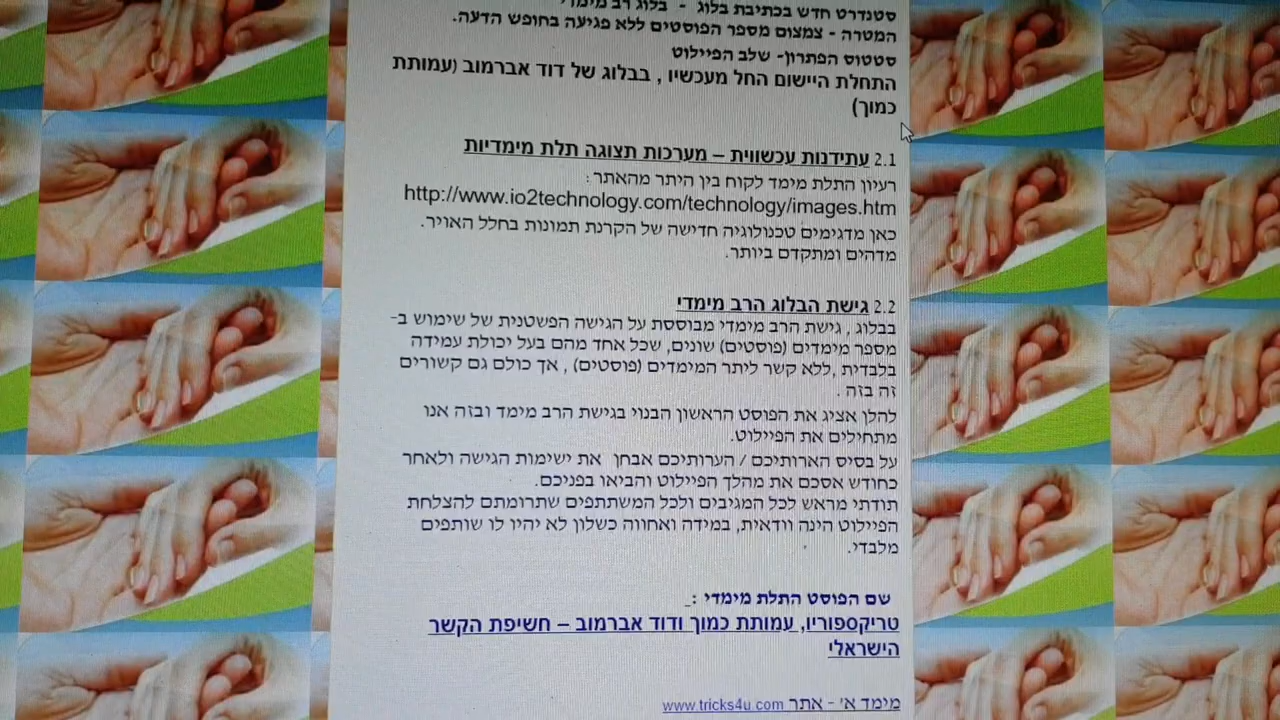 סטנדרט חדש בכתיבת בלוג - בלוג רב מימדי
המטרה - צמצום מספר הפוסטים ללא פגיעה בחופש הדעה.
סטטוס הפתרון- שלב הפיילוט
התחלת היישום החל מעכשיו , בבלוג של דוד אברמוב (עמותת
כמוך)
2.1 עתידנות עכשווית – מערכות תצוגה תלת מימדיות
רעיון התלת מימד לקוח בין היתר מהאתר:
http://www.io2technology.com/technology/images.htm
כאן מדגימים טכנולוגיה חדישה של הקרנת תמונות בחלל האויר.
מדהים ומתקדם ביותר.
2.2 גישת הבלוג הרב מימדי
בבלוג , גישת הרב מימדי מבוססת על הגישה הפשטנית של שימוש ב-
מספר מימדים (פוסטים) שונים, שכל אחד מהם בעל יכולת עמידה
בלבדית ,ללא קשר ליתר המימדים (פוסטים) , אך כולם גם קשורים
זה בזה .
להלן אציג את הפוסט הראשון הבנוי בגישת הרב מימד ובזה אנו
מתחילים את הפיילוט.
על בסיס הארותיכם / הערותיכם אבחן את ישימות הגישה ולאחר
כחודש אסכם את מהלך הפיילוט והביאו בפניכם.
תודתי מראש לכל המגיבים ולכל המשתתפים שתרומתם להצלחת
הפיילוט הינה וודאית, במידה ואחווה כשלון לא יהיו לו שותפים
מלבדי.
שם הפוסט התלת מימדי :_
טריקספוריו, עמותת כמוך ודוד אברמוב – חשיפת הקשר
הישראלי
מימד א' - אתר www.tricks4u.com